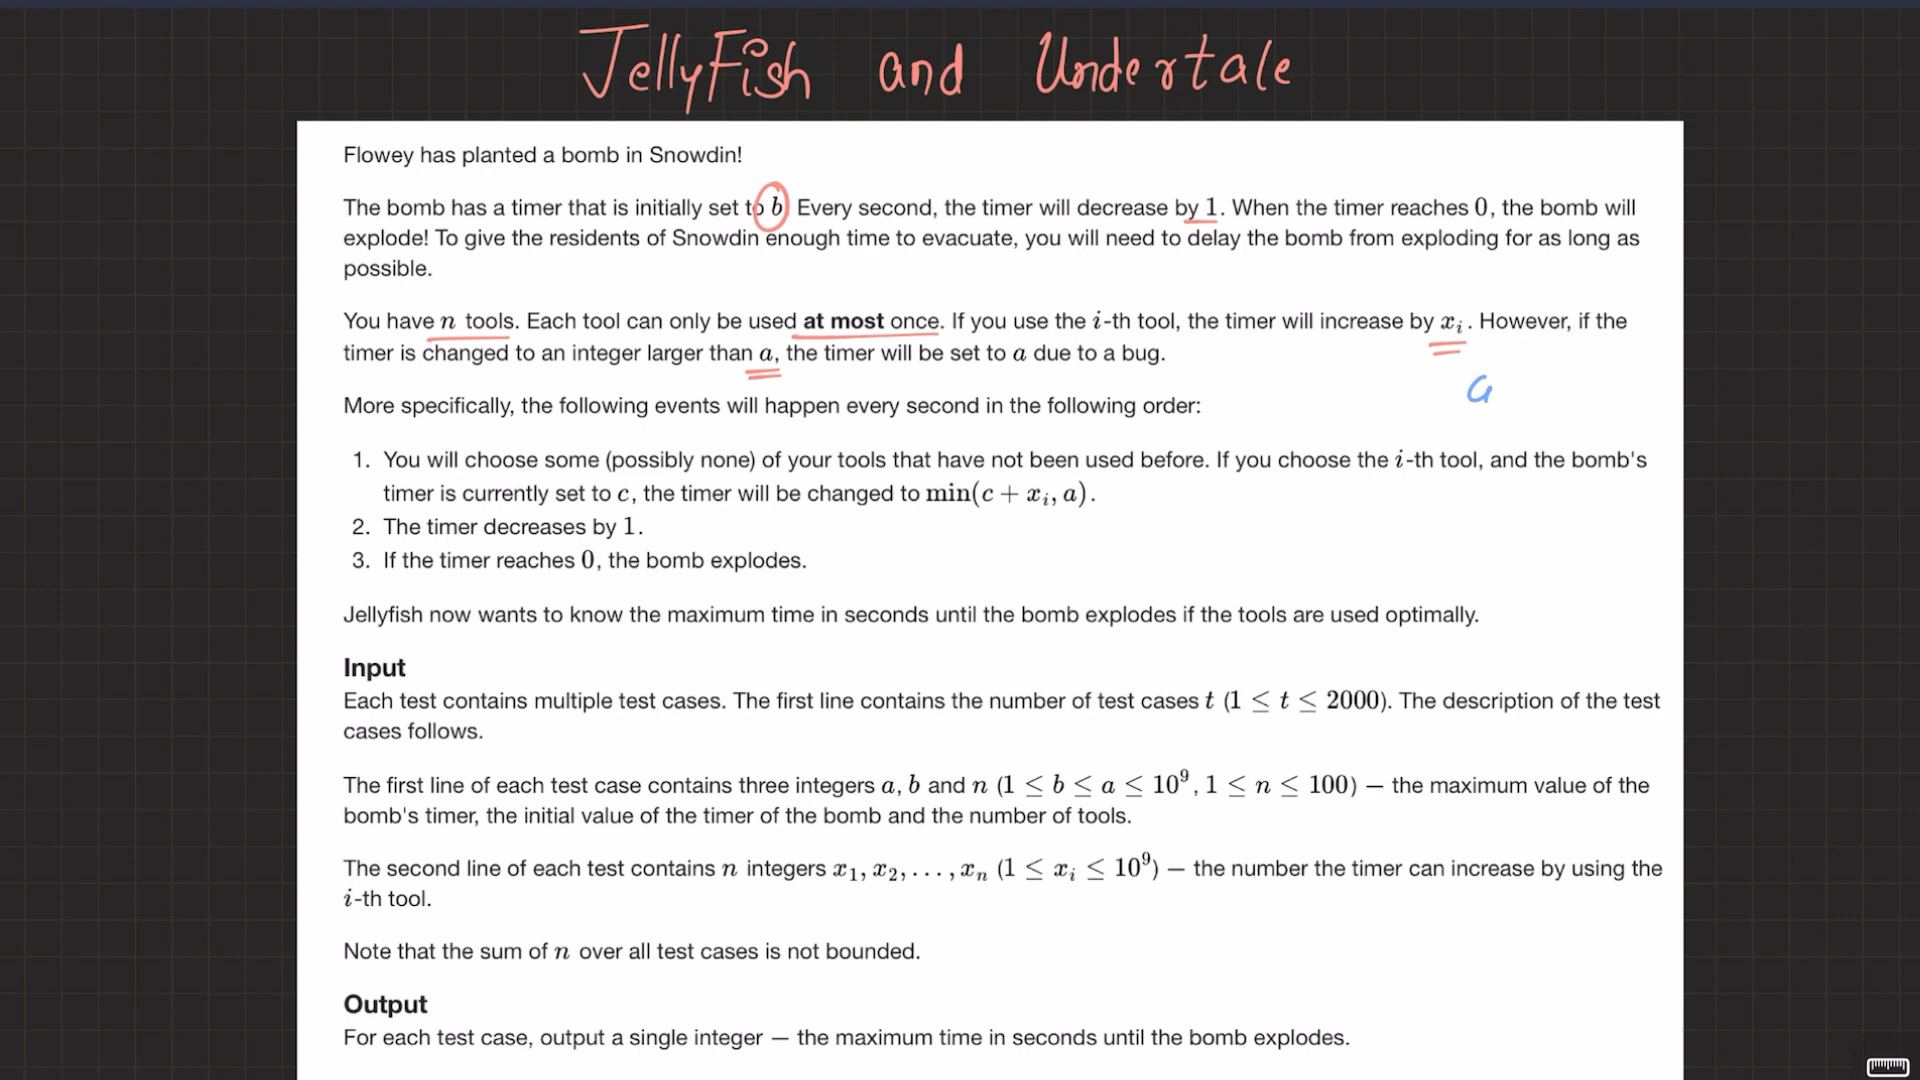 JellyFish and Undertale
Flowey has planted a bomb in Snowdin!
The bomb has a timer that is initially set to b. Every second, the timer will decrease by 1. When the timer reaches 0, the bomb will
explode! To give the residents of Snowdin enough time to evacuate, you will need to delay the bomb from exploding for as long as
possible.
You have n tools. Each tool can only be used at most once. If you use the i-th tool, the timer will increase by xᵢ. However, if the
timer is changed to an integer larger than a, the timer will be set to a due to a bug.
a
More specifically, the following events will happen every second in the following order:
1. You will choose some (possibly none) of your tools that have not been used before. If you choose the i-th tool, and the bomb's
timer is currently set to c, the timer will be changed to min(c + xᵢ, a).
2. The timer decreases by 1.
3. If the timer reaches 0, the bomb explodes.
Jellyfish now wants to know the maximum time in seconds until the bomb explodes if the tools are used optimally.
Input
Each test contains multiple test cases. The first line contains the number of test cases t (1 ≤ t ≤ 2000). The description of the test
cases follows.
The first line of each test case contains three integers a, b and n (1 ≤ b ≤ a ≤ 10⁹, 1 ≤ n ≤ 100) — the maximum value of the
bomb's timer, the initial value of the timer of the bomb and the number of tools.
The second line of each test contains n integers x₁, x₂, . . . , xₙ (1 ≤ xᵢ ≤ 10⁹) — the number the timer can increase by using the
i-th tool.
Note that the sum of n over all test cases is not bounded.
Output
For each test case, output a single integer — the maximum time in seconds until the bomb explodes.